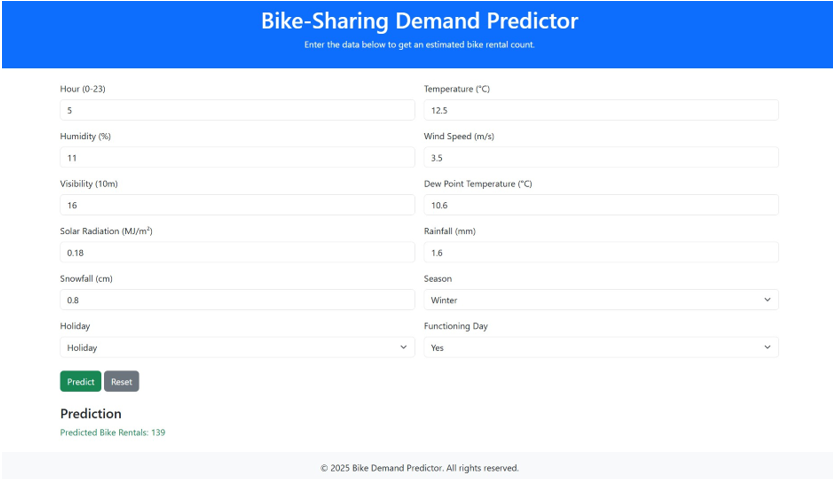 Bike-Sharing Demand Predictor
Enter the data below to get an estimated bike rental count.
Hour (0-23)
Temperature (°C)
5
12.5
Humidity (%)
Wind Speed (m/s)
11
3.5
Visibility (10m)
Dew Point Temperature (°C)
16
10.6
Solar Radiation (MJ/m²)
Rainfall (mm)
0.18
1.6
Snowfall (cm)
Season
0.8
Winter
Holiday
Functioning Day
Holiday
Yes
Predict
Reset
Prediction
Predicted Bike Rentals: 139
© 2025 Bike Demand Predictor. All rights reserved.